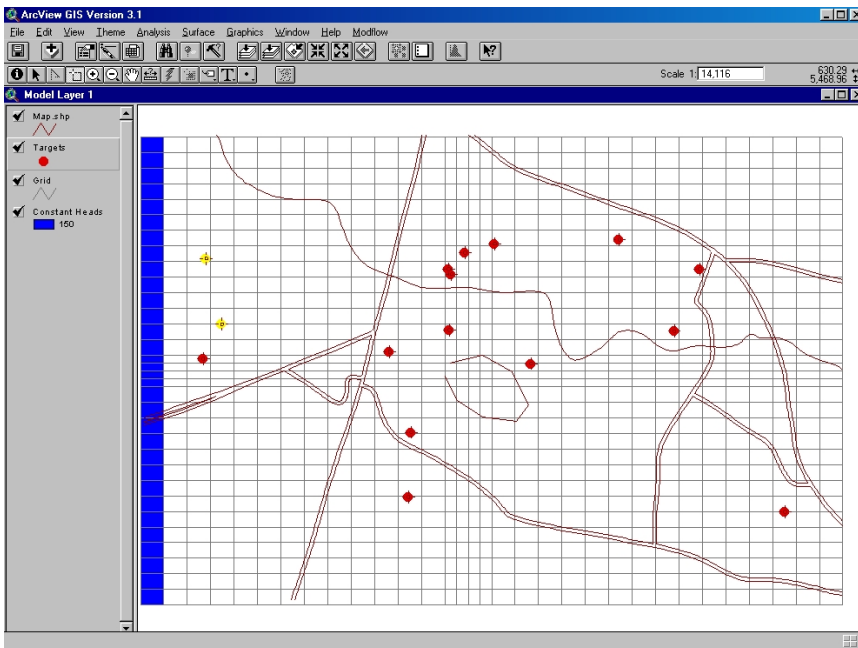 ArcView GIS Version 3.1
File Edit View Theme Analysis Surface Graphics Window Help Modflow
Scale 1: 14,116
630.29
5,468.96
Model Layer 1
Map.shp
Targets
Grid
Constant Heads
150